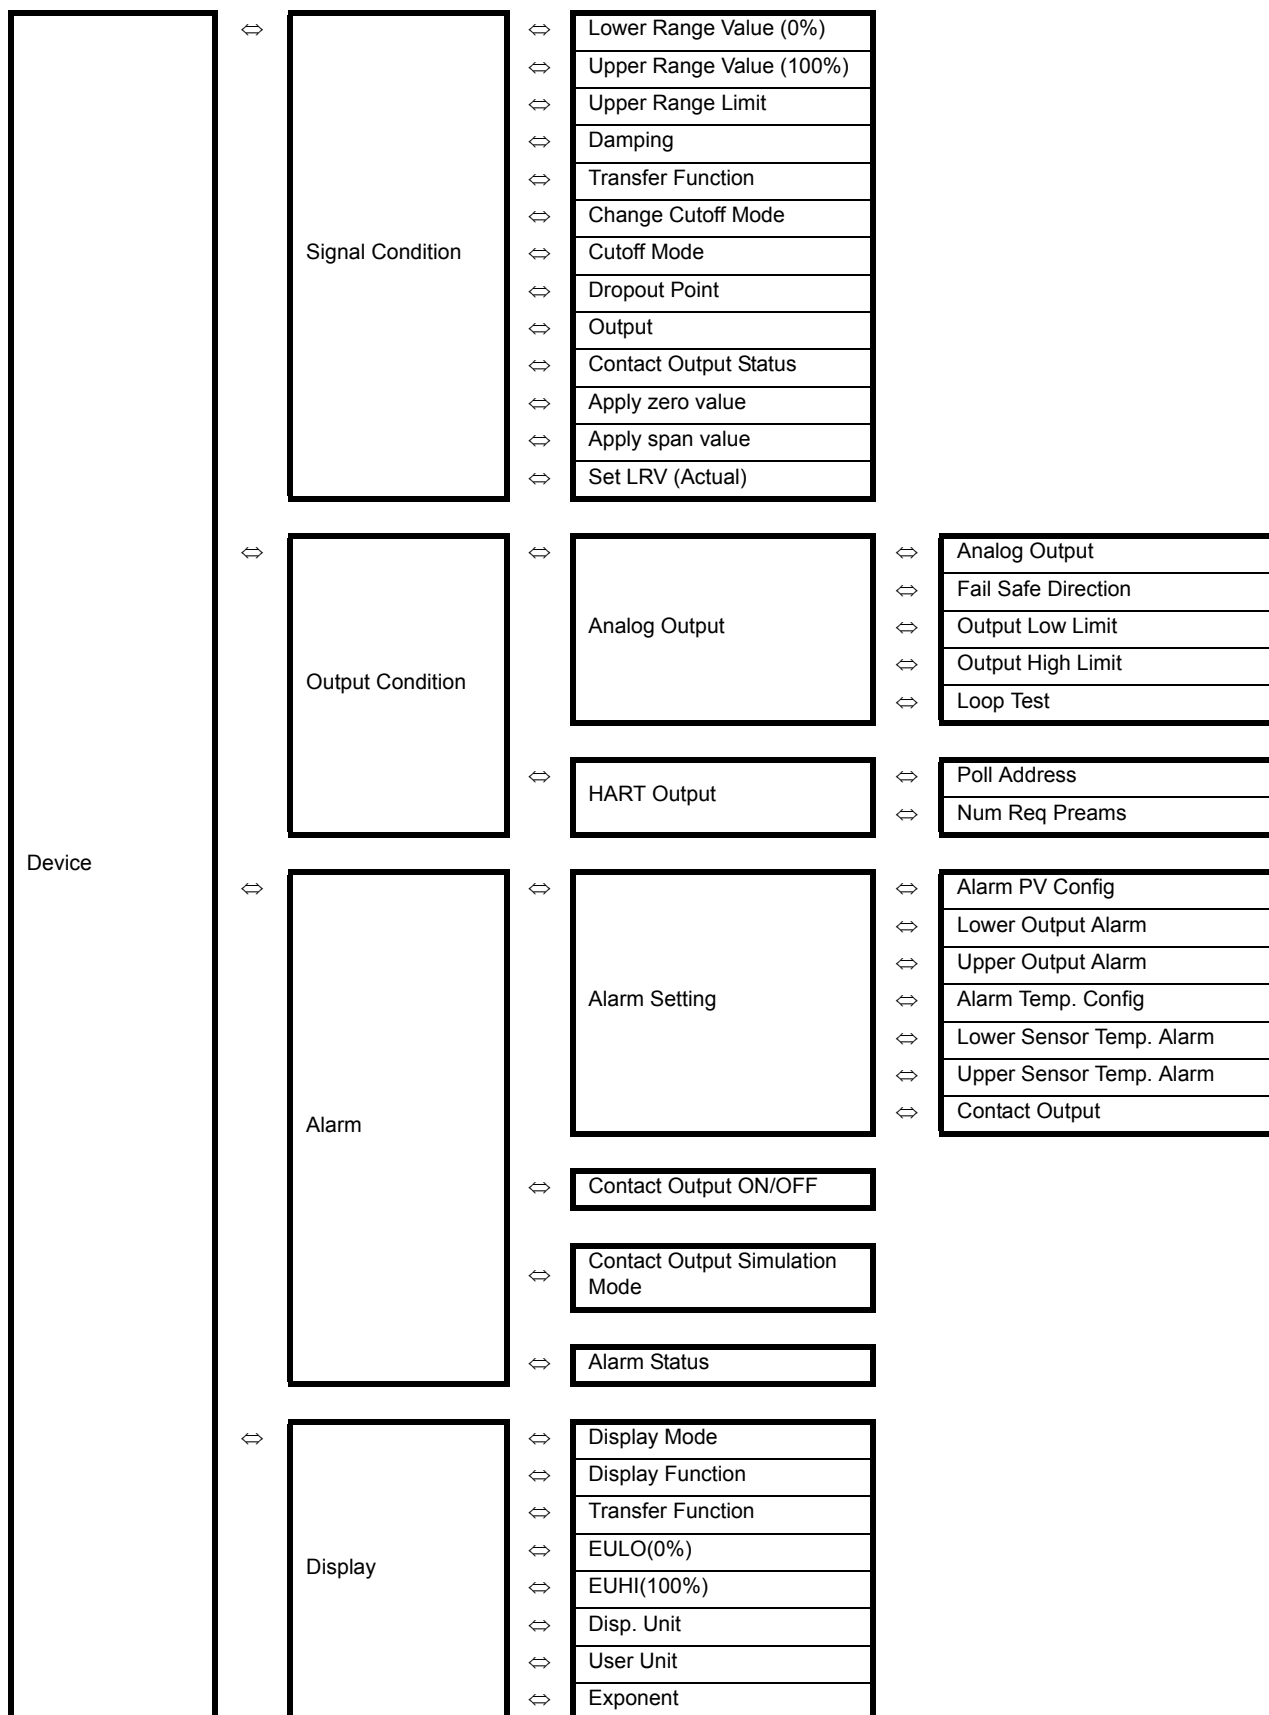 Device
Signal Condition
Lower Range Value (0%)
Upper Range Value (100%)
Upper Range Limit
Damping
Transfer Function
Change Cutoff Mode
Cutoff Mode
Dropout Point
Output
Contact Output Status
Apply zero value
Apply span value
Set LRV (Actual)
Output Condition
Analog Output
Analog Output
Fail Safe Direction
Output Low Limit
Output High Limit
Loop Test
HART Output
Poll Address
Num Req Preams
Alarm
Alarm Setting
Alarm PV Config
Lower Output Alarm
Upper Output Alarm
Alarm Temp. Config
Lower Sensor Temp. Alarm
Upper Sensor Temp. Alarm
Contact Output
Contact Output ON/OFF
Contact Output Simulation
Mode
Alarm Status
Display
Display Mode
Display Function
Transfer Function
EULO(0%)
EUHI(100%)
Disp. Unit
User Unit
Exponent